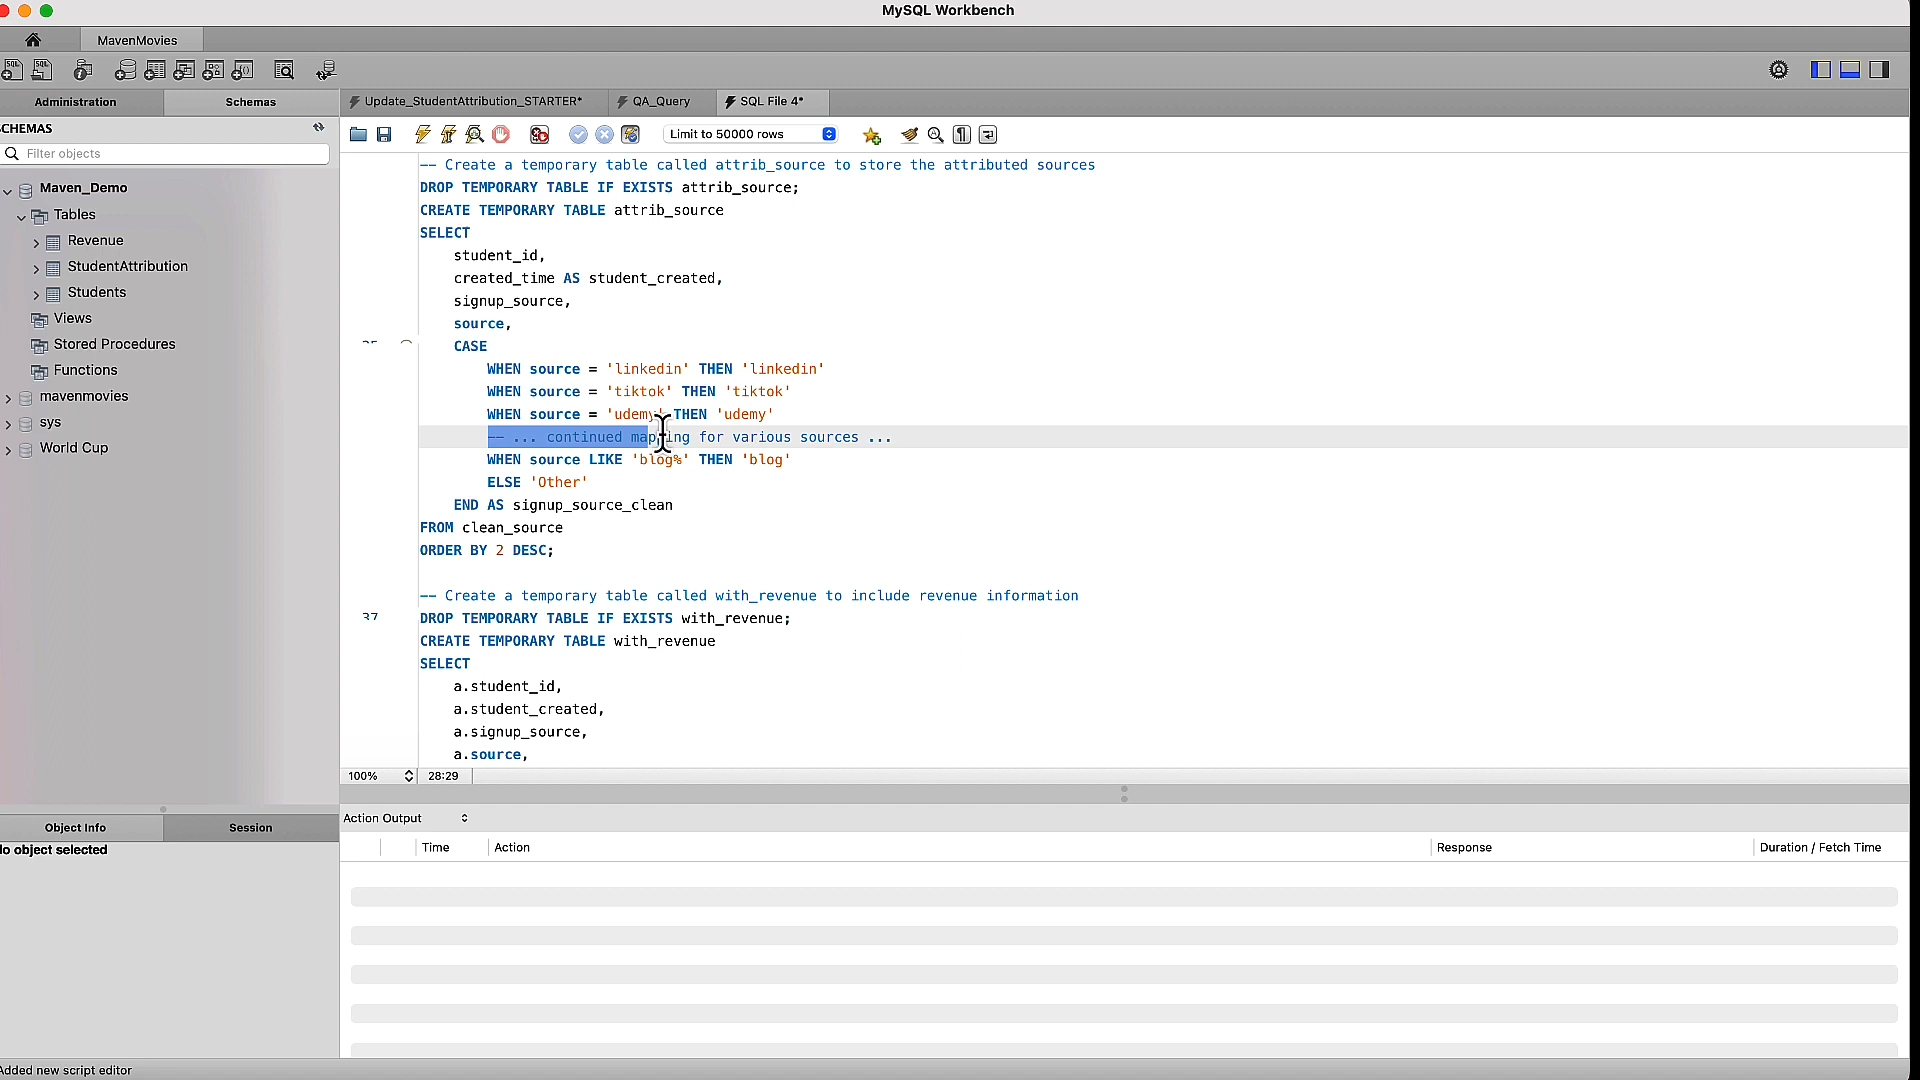 MySQL Workbench
MavenMovies
Administration
Schemas
Update_StudentAttribution_STARTER*
QA_Query
SQL File 4*
SCHEMAS
Filter objects
Limit to 50000 rows
Maven_Demo
Tables
Revenue
StudentAttribution
Students
Views
Stored Procedures
Functions
mavenmovies
sys
World Cup
-- Create a temporary table called attrib_source to store the attributed sources
DROP TEMPORARY TABLE IF EXISTS attrib_source;
CREATE TEMPORARY TABLE attrib_source
SELECT
student_id,
created_time AS student_created,
signup_source,
source,
CASE
WHEN source = 'linkedin' THEN 'linkedin'
WHEN source = 'tiktok' THEN 'tiktok'
WHEN source = 'udemy' THEN 'udemy'
-- ... continued mapping for various sources ...
WHEN source LIKE 'blog%' THEN 'blog'
ELSE 'Other'
END AS signup_source_clean
FROM clean_source
ORDER BY 2 DESC;
-- Create a temporary table called with_revenue to include revenue information
37 DROP TEMPORARY TABLE IF EXISTS with_revenue;
CREATE TEMPORARY TABLE with_revenue
SELECT
a.student_id,
a.student_created,
a.signup_source,
a.source,
100% 28:29
Object Info
Session
No object selected
Action Output
Time
Action
Response
Duration / Fetch Time
Added new script editor